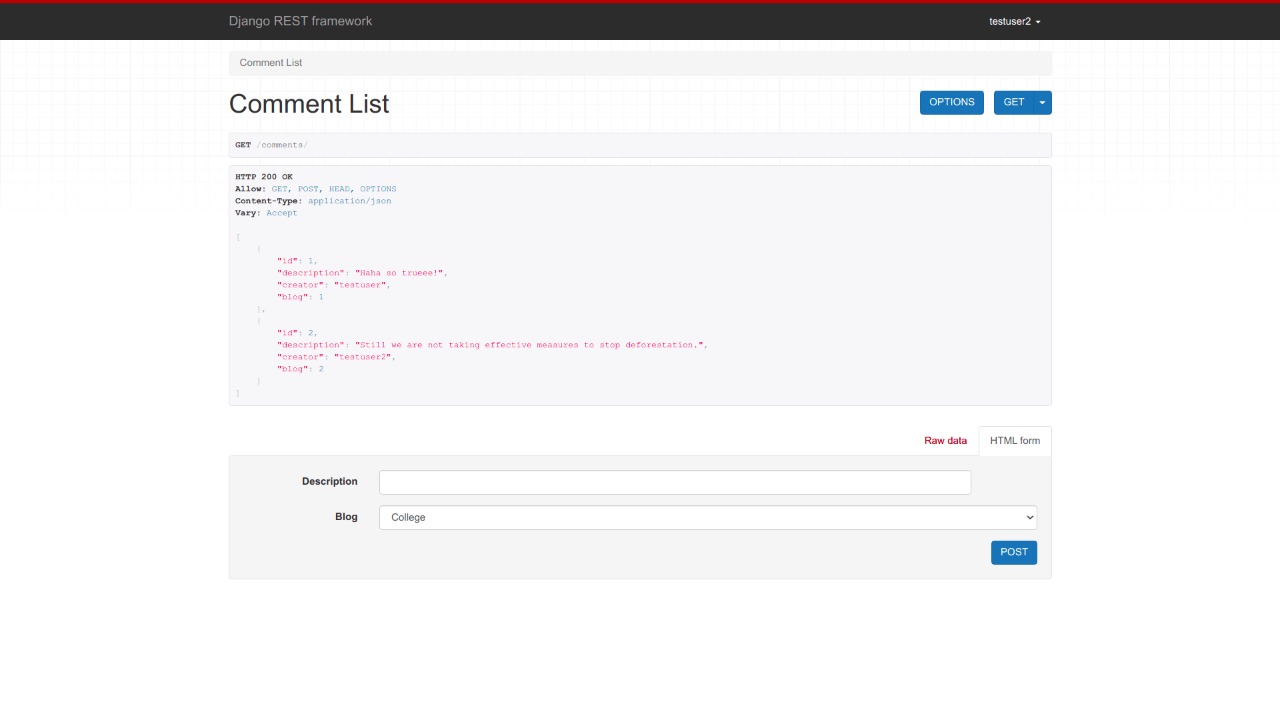 Django REST framework
testuser2
Comment List
Comment List
OPTIONS
GET
GET /comments/
HTTP 200 OK
Allow: GET, POST, HEAD, OPTIONS
Content-Type: application/json
Vary: Accept
[
    {
        "id": 1,
        "description": "Haha so trueee!",
        "creator": "testuser",
        "blog": 1
    },
    {
        "id": 2,
        "description": "Still we are not taking effective measures to stop deforestation.",
        "creator": "testuser2",
        "blog": 2
    }
]
Raw data
HTML form
Description
Blog
College
POST